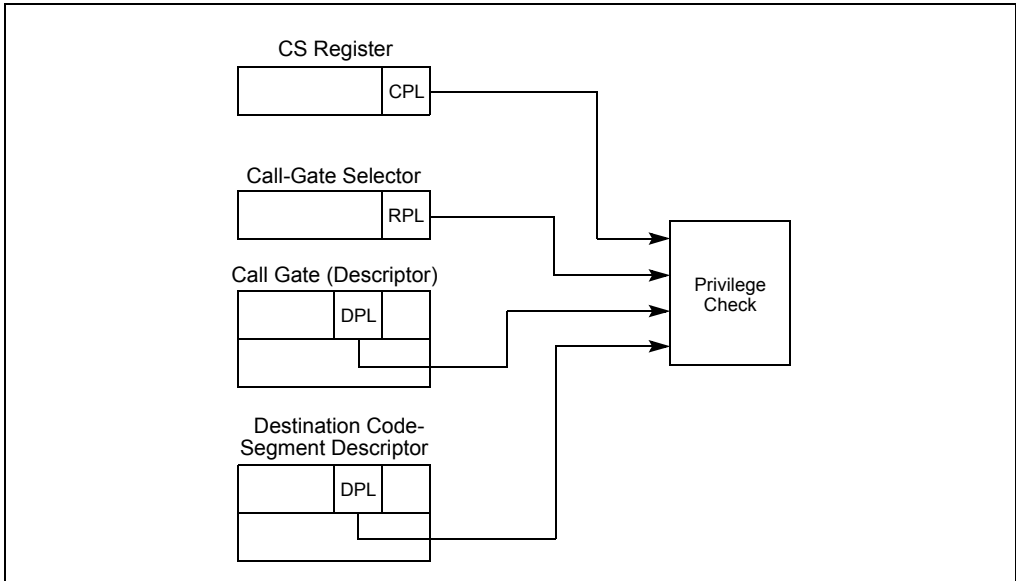 CS Register
CPL
Call-Gate Selector
RPL
Call Gate (Descriptor)
DPL
Privilege
Check
Destination Code-
Segment Descriptor
DPL